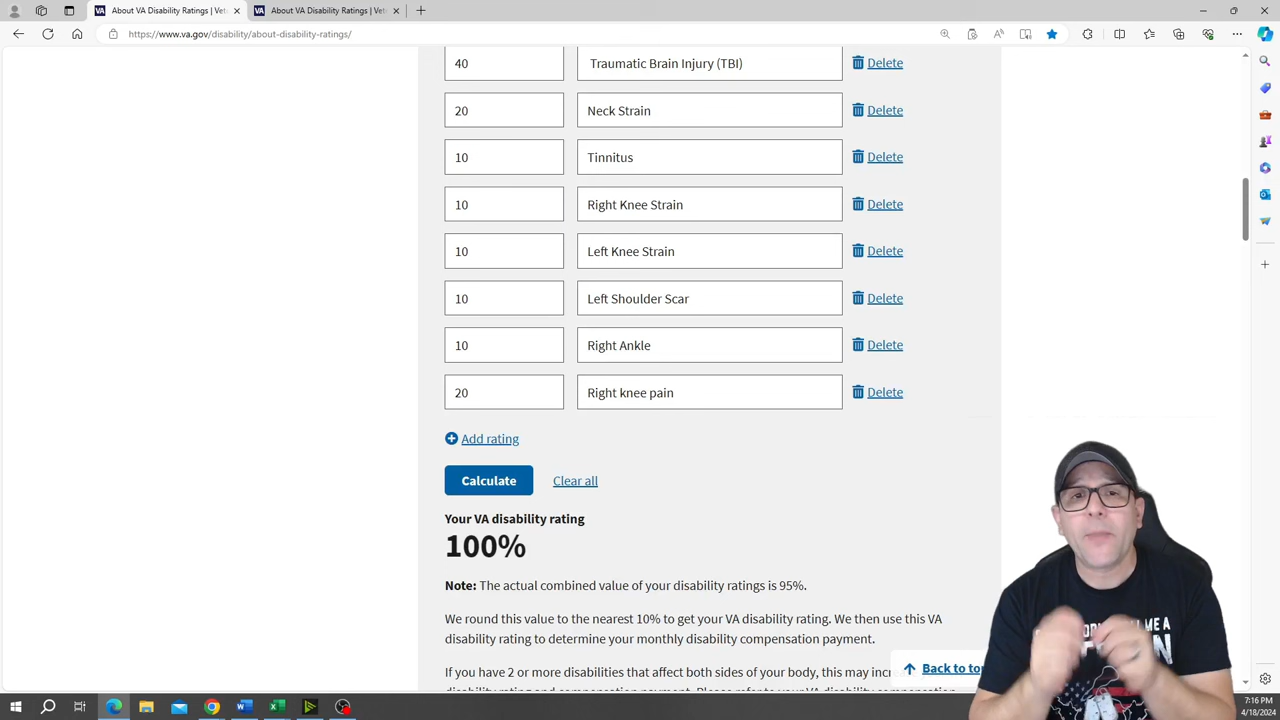 About VA Disability Ratings | Vet
About VA Disability Ratings | Vet
https://www.va.gov/disability/about-disability-ratings/
40
Traumatic Brain Injury (TBI)
Delete
20
Neck Strain
Delete
10
Tinnitus
Delete
10
Right Knee Strain
Delete
10
Left Knee Strain
Delete
10
Left Shoulder Scar
Delete
10
Right Ankle
Delete
20
Right knee pain
Delete
Add rating
Calculate
Clear all
Your VA disability rating
100%
Note: The actual combined value of your disability ratings is 95%.
We round this value to the nearest 10% to get your VA disability rating. We then use this VA
disability rating to determine your monthly disability compensation payment.
If you have 2 or more disabilities that affect both sides of your body, this may incre
Back to to
7:16 PM
4/18/2024